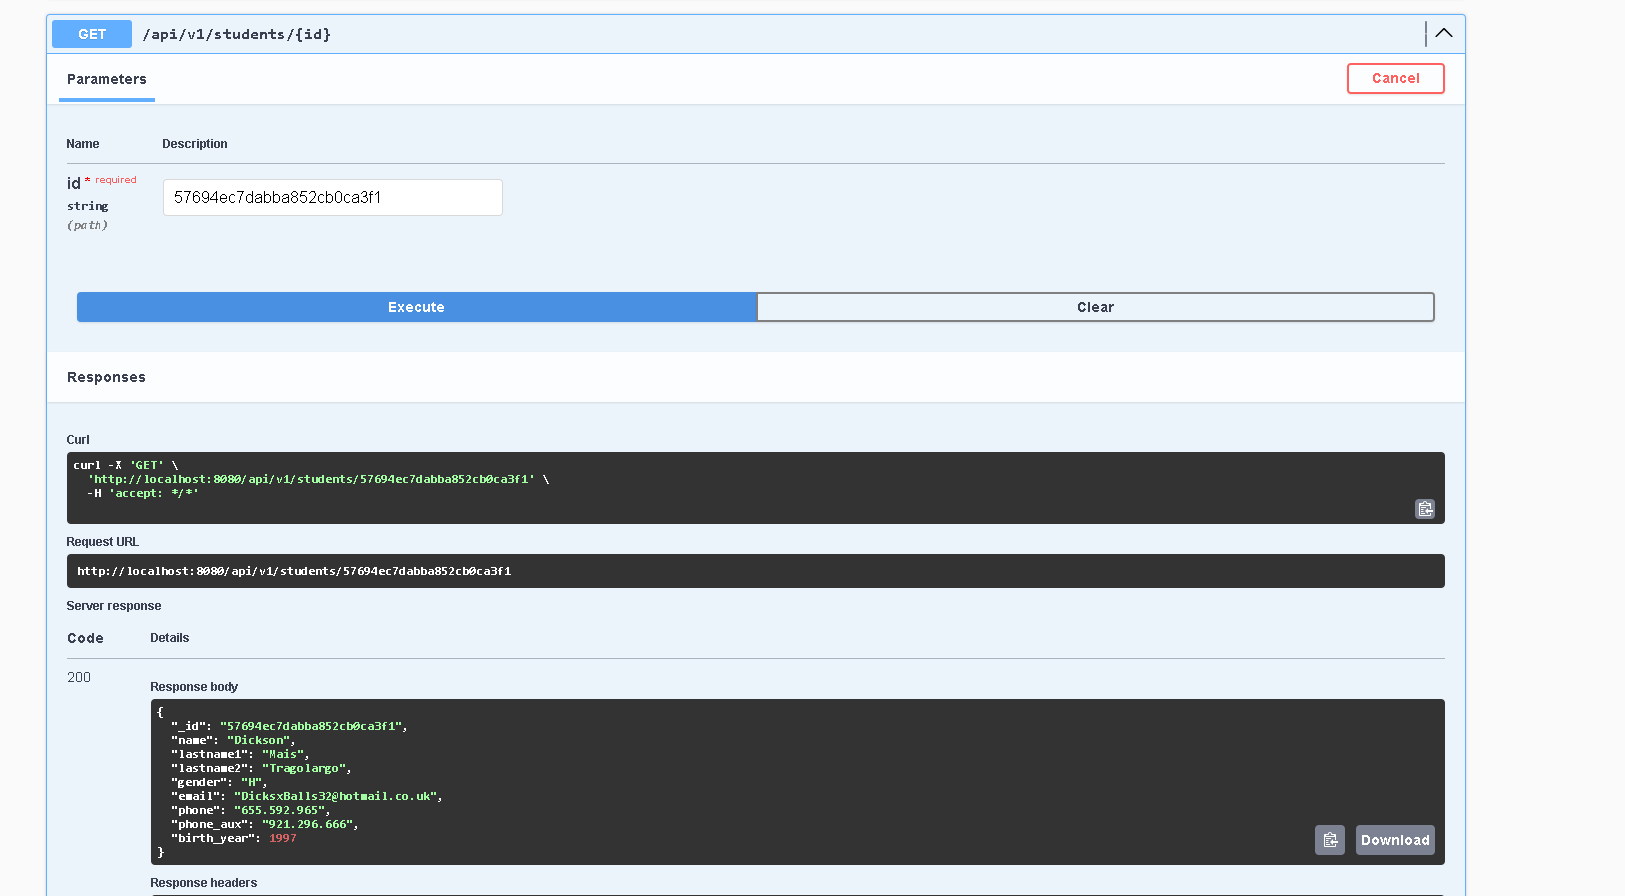 GET /api/v1/students/{id}
Parameters
Cancel
Name Description
id * required
string
(path)
57694ec7dabba852cb0ca3f1
Execute Clear
Responses
Curl
curl -X 'GET' \
'http://localhost:8080/api/v1/students/57694ec7dabba852cb0ca3f1' \
-H 'accept: */*'
Request URL
http://localhost:8080/api/v1/students/57694ec7dabba852cb0ca3f1
Server response
Code Details
200
Response body
{
"_id": "57694ec7dabba852cb0ca3f1",
"name": "Dickson",
"lastname1": "Mais",
"lastname2": "Tragolargo",
"gender": "H",
"email": "DicksxBalls32@hotmail.co.uk",
"phone": "655.592.965",
"phone_aux": "921.296.666",
"birth_year": 1997
}
Download
Response headers